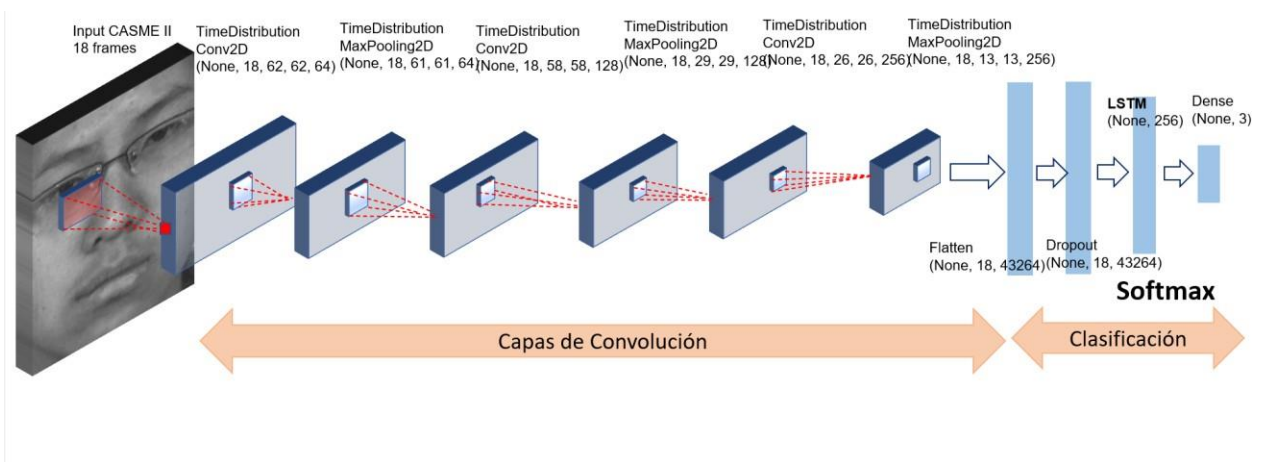 Input CASME II
18 frames
TimeDistribution
Conv2D
(None, 18, 62, 62, 64)
TimeDistribution
MaxPooling2D
(None, 18, 61, 61, 64)
TimeDistribution
Conv2D
(None, 18, 58, 58, 128)
TimeDistribution
MaxPooling2D
(None, 18, 29, 29, 128)
TimeDistribution
Conv2D
(None, 18, 26, 26, 256)
TimeDistribution
MaxPooling2D
(None, 18, 13, 13, 256)
LSTM
(None, 256)
Dense
(None, 3)
Flatten
(None, 18, 43264)
Dropout
(None, 18, 43264)
Softmax
Capas de Convolución
Clasificación